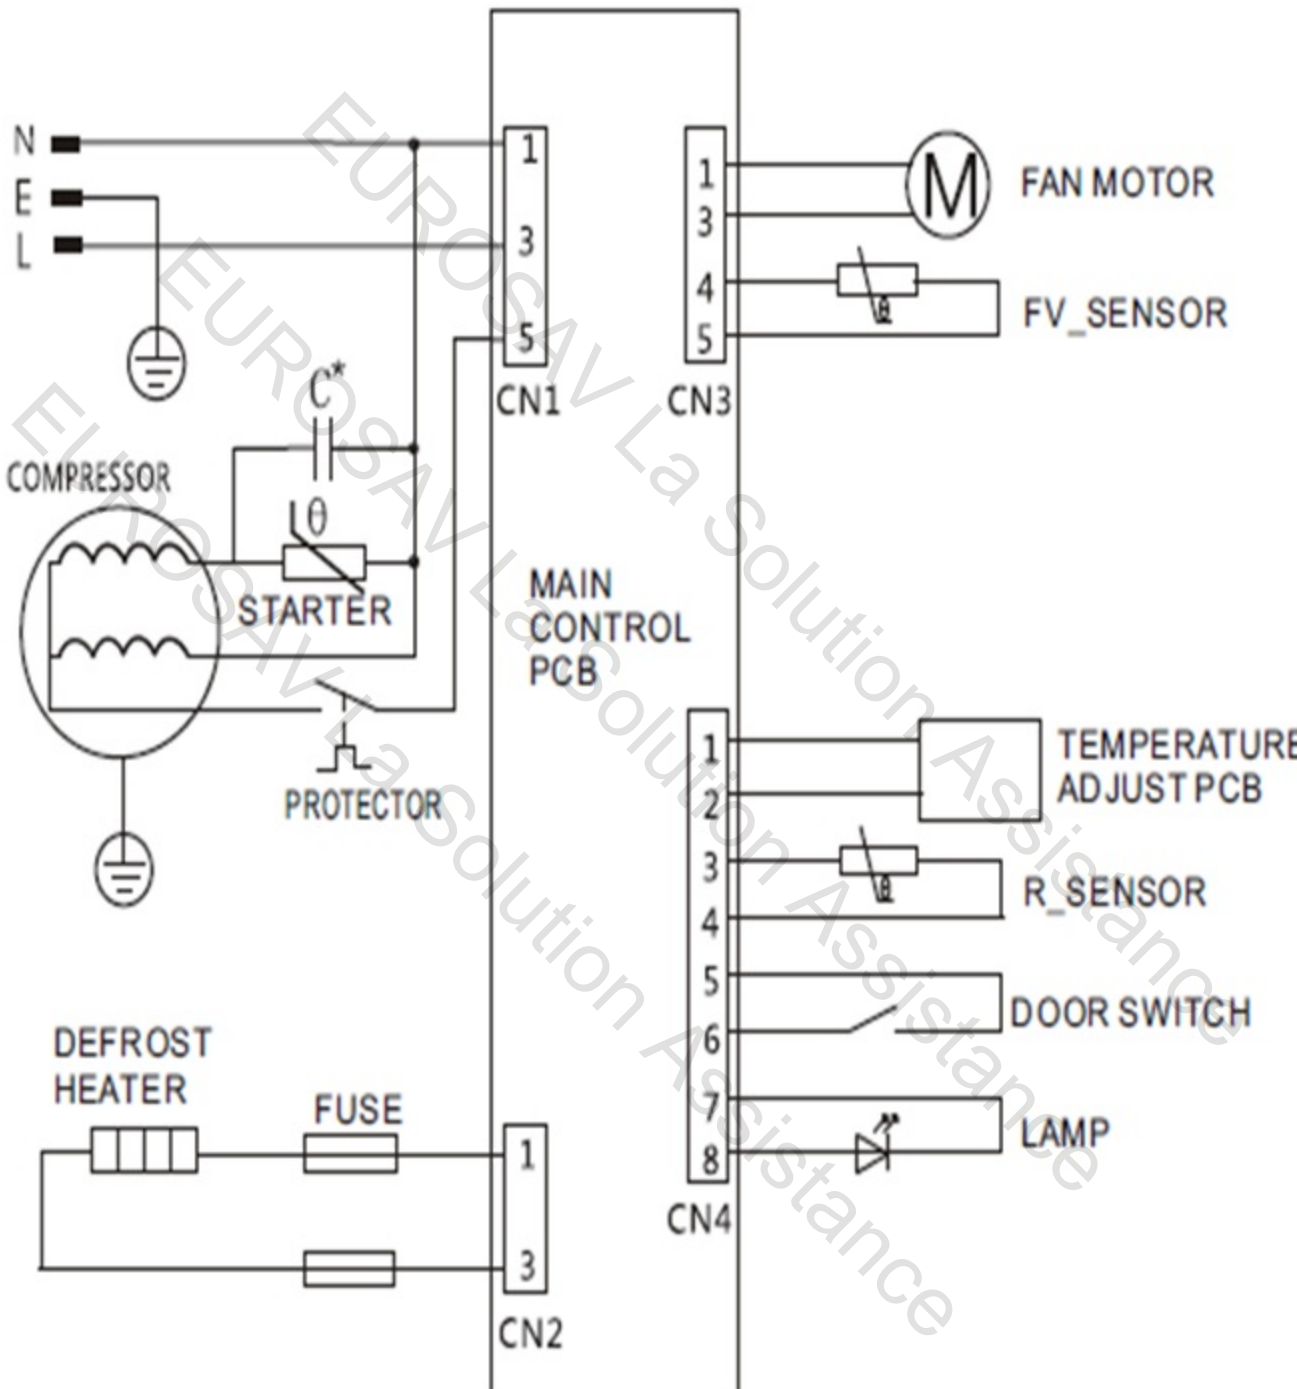 N
E
L
1
3
5
CN1
1
3
4
5
CN3
M
FAN MOTOR
θ
FV_SENSOR
C*
COMPRESSOR
θ
STARTER
PROTECTOR
MAIN
CONTROL
PCB
1
2
3
4
5
6
7
8
CN4
TEMPERATURE
ADJUST PCB
θ
R_SENSOR
DOOR SWITCH
LAMP
DEFROST
HEATER
FUSE
1
3
CN2
EUROSAV La Solution Assistance
EUROSAV La Solution Assistance
EUROSAV La Solution Assistance